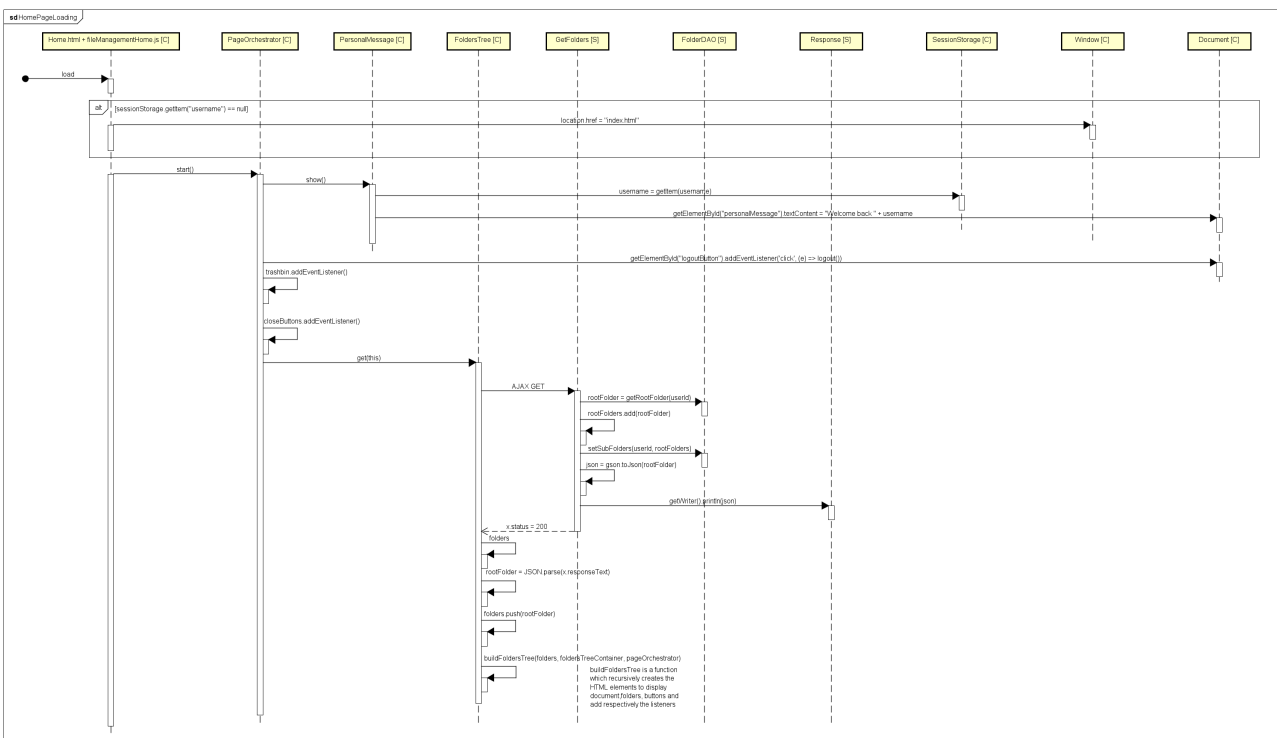 sd HomePageLoading
Home.html + fileManagementHome.js [C]
PageOrchestrator [C]
PersonalMessage [C]
FoldersTree [C]
GetFolders [S]
FolderDAO [S]
Response [S]
SessionStorage [C]
Window [C]
Document [C]
load
alt
[sessionStorage.getItem("username") == null]
location.href = "index.html"
start()
show()
username = getItem(username)
getElementById("personalMessage").textContent = "Welcome back " + username
getElementById("logoutButton").addEventListener('click', (e) => logout())
trashbin.addEventListener()
closeButtons.addEventListener()
get(this)
AJAX GET
rootFolder = getRootFolder(userId)
rootFolders.add(rootFolder)
setSubFolders(userId, rootFolders)
json = gson.toJson(rootFolder)
getWriter().println(json)
x.status = 200
folders
rootFolder = JSON.parse(x.responseText)
folders.push(rootFolder)
buildFoldersTree(folders, foldersTreeContainer, pageOrchestrator)
buildFoldersTree is a function
which recursively creates the
HTML elements to display
document,folders, buttons and
add respectively the listeners